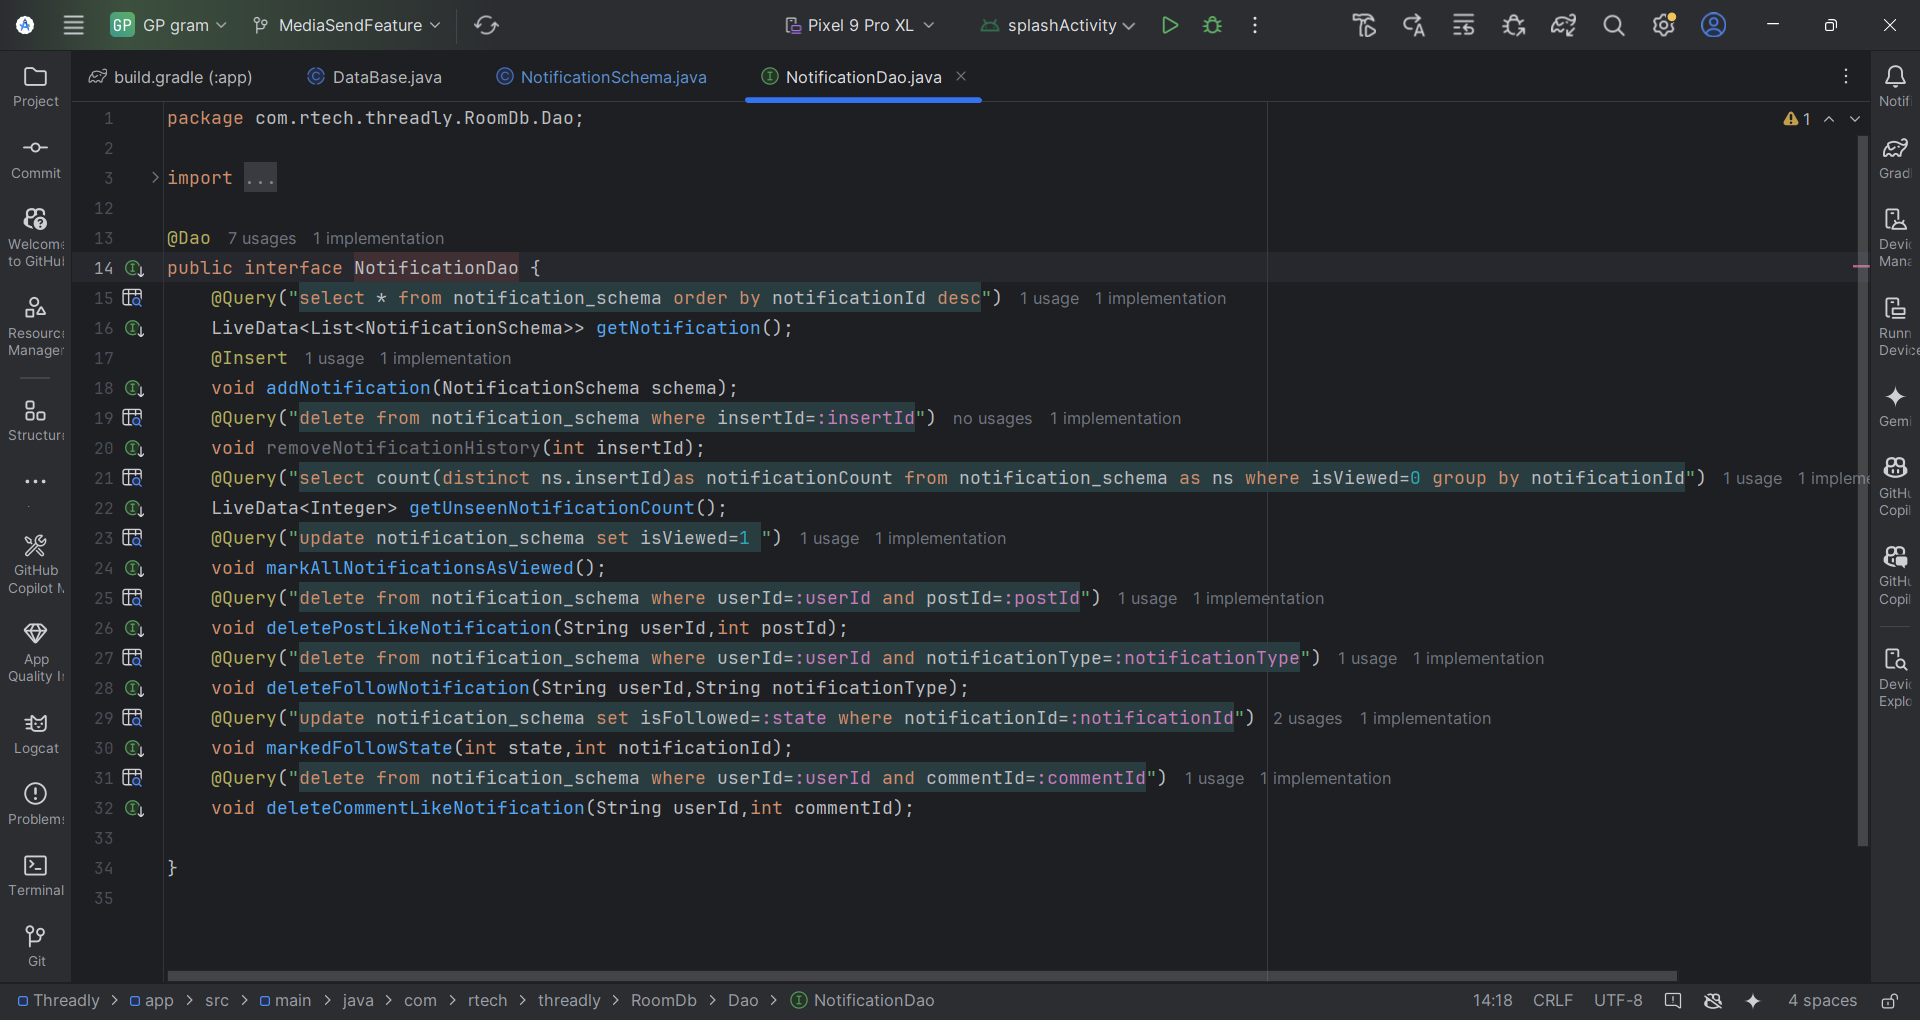 GP GP gram MediaSendFeature Pixel 9 Pro XL splashActivity
build.gradle (:app) DataBase.java NotificationSchema.java NotificationDao.java
Project
Commit
Welcome to GitHu
Resourc Manager
Structur
GitHub Copilot M
App Quality I
Logcat
Problem
Terminal
Git
1 package com.rtech.threadly.RoomDb.Dao;
2
3 import ...
12
13 @Dao 7 usages 1 implementation
14 public interface NotificationDao {
15 @Query("select * from notification_schema order by notificationId desc") 1 usage 1 implementation
16 LiveData<List<NotificationSchema>> getNotification();
17 @Insert 1 usage 1 implementation
18 void addNotification(NotificationSchema schema);
19 @Query("delete from notification_schema where insertId=:insertId") no usages 1 implementation
20 void removeNotificationHistory(int insertId);
21 @Query("select count(distinct ns.insertId)as notificationCount from notification_schema as ns where isViewed=0 group by notificationId") 1 usage 1 impleme
22 LiveData<Integer> getUnseenNotificationCount();
23 @Query("update notification_schema set isViewed=1 ") 1 usage 1 implementation
24 void markAllNotificationsAsViewed();
25 @Query("delete from notification_schema where userId=:userId and postId=:postId") 1 usage 1 implementation
26 void deletePostLikeNotification(String userId,int postId);
27 @Query("delete from notification_schema where userId=:userId and notificationType=:notificationType") 1 usage 1 implementation
28 void deleteFollowNotification(String userId,String notificationType);
29 @Query("update notification_schema set isFollowed=:state where notificationId=:notificationId") 2 usages 1 implementation
30 void markedFollowState(int state,int notificationId);
31 @Query("delete from notification_schema where userId=:userId and commentId=:commentId") 1 usage 1 implementation
32 void deleteCommentLikeNotification(String userId,int commentId);
33
34 }
35
1
Notif
Grad
Devic Mana
Runn Device
Gemi
GitHu Copil
GitHu Copil
Devic Explo
Threadly > app > src > main > java > com > rtech > threadly > RoomDb > Dao > NotificationDao 14:18 CRLF UTF-8 4 spaces